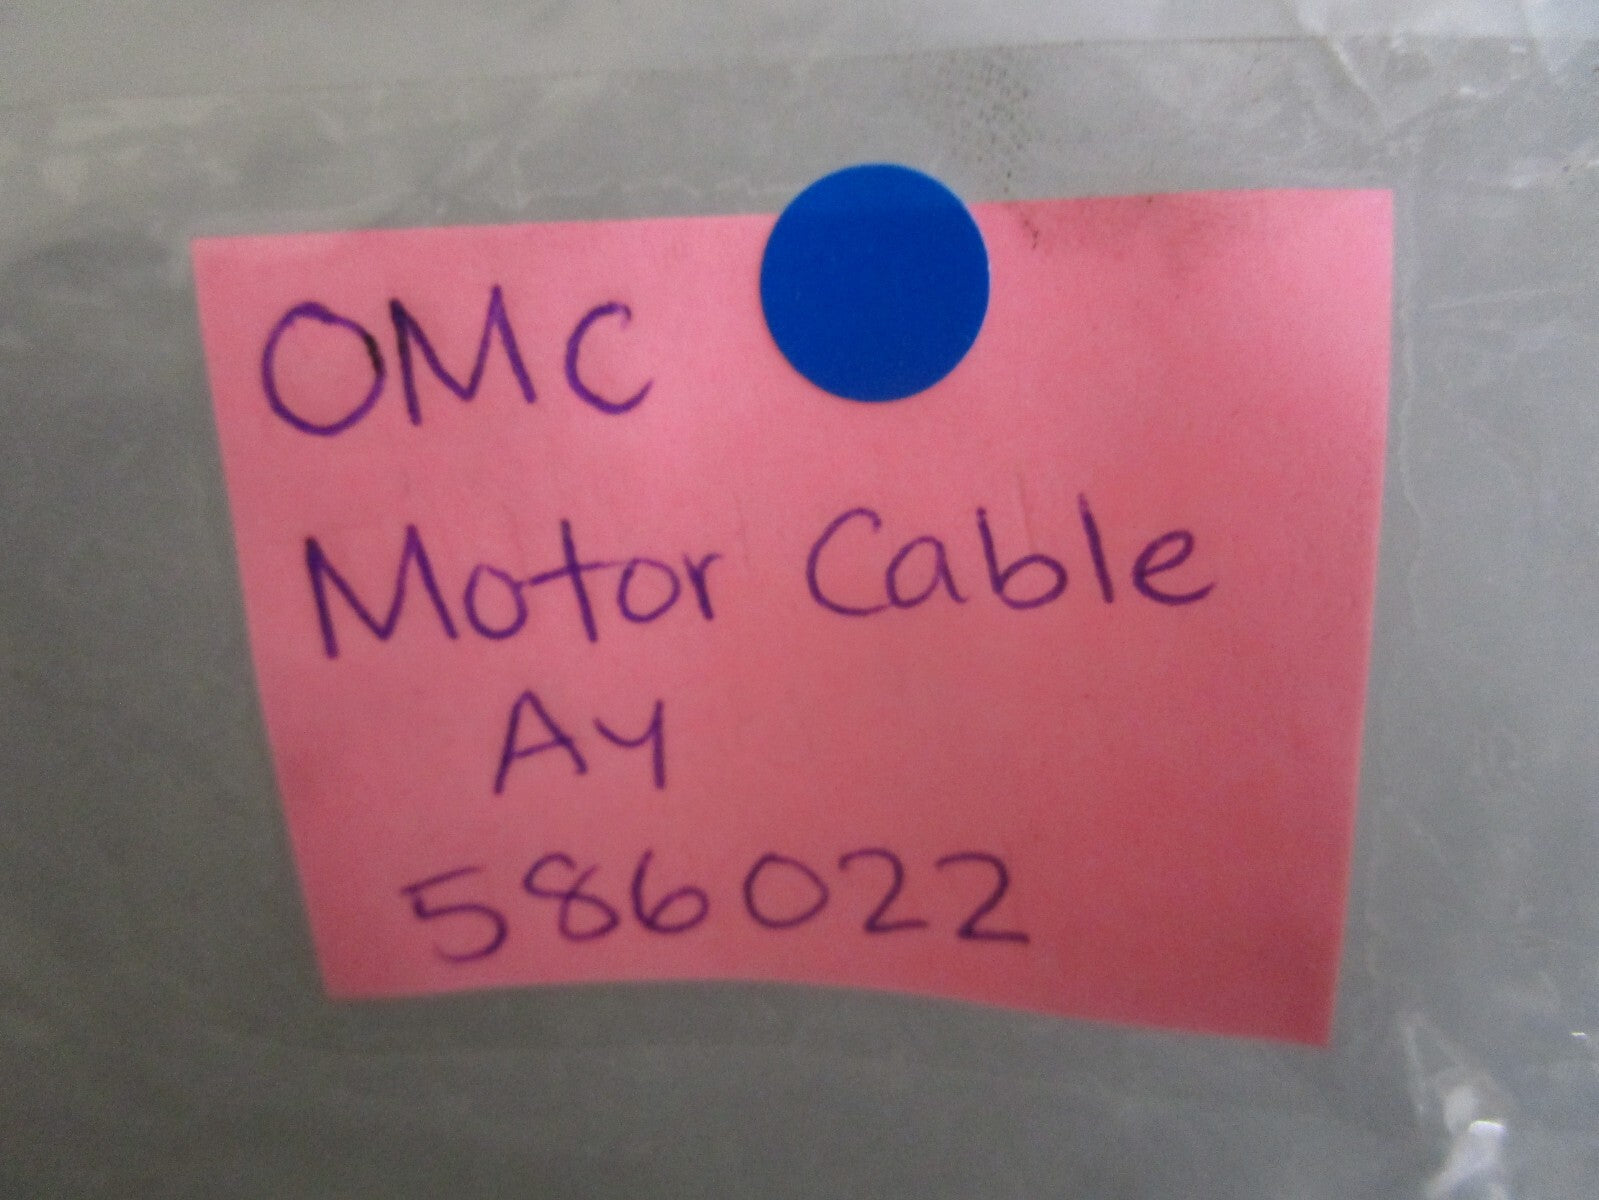 OMC
Motor Cable
Ay
586022